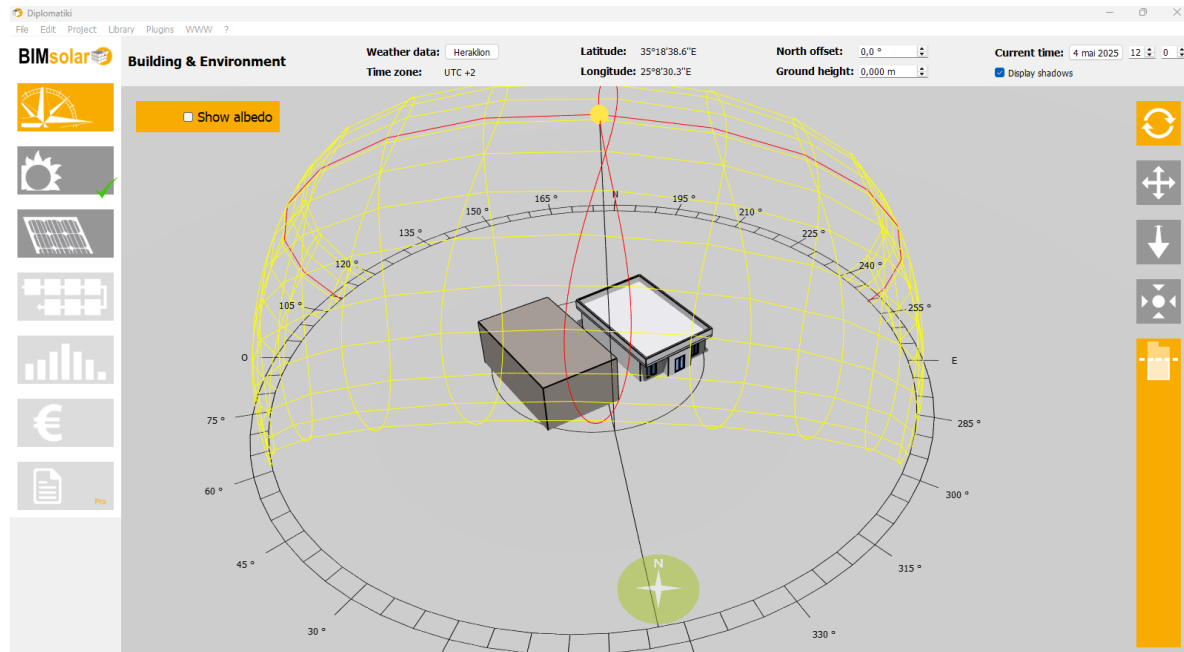 Diplomatiki
File Edit Project Library Plugins WWW ?
BIMsolar
Building & Environment
Weather data: Heraklion
Time zone: UTC +2
Latitude: 35°18'38.6"E
Longitude: 25°8'30.3"E
North offset: 0,0 °
Ground height: 0,000 m
Current time: 4 mai 2025 12 0
Display shadows
Show albedo
N
165 °
195 °
150 °
210 °
135 °
225 °
120 °
240 °
105 °
255 °
O
E
75 °
285 °
60 °
300 °
45 °
315 °
30 °
330 °
N
€
Pro